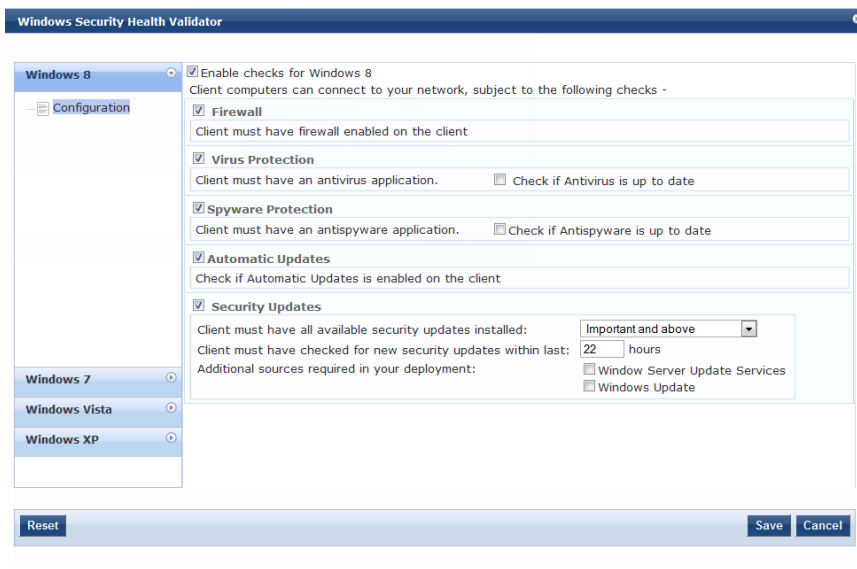 Windows Security Health Validator
Windows 8
Configuration
Windows 7
Windows Vista
Windows XP
Enable checks for Windows 8
Client computers can connect to your network, subject to the following checks -
Firewall
Client must have firewall enabled on the client
Virus Protection
Client must have an antivirus application. Check if Antivirus is up to date
Spyware Protection
Client must have an antispyware application. Check if Antispyware is up to date
Automatic Updates
Check if Automatic Updates is enabled on the client
Security Updates
Client must have all available security updates installed: Important and above
Client must have checked for new security updates within last: 22 hours
Additional sources required in your deployment: Window Server Update Services
Windows Update
Reset Save Cancel